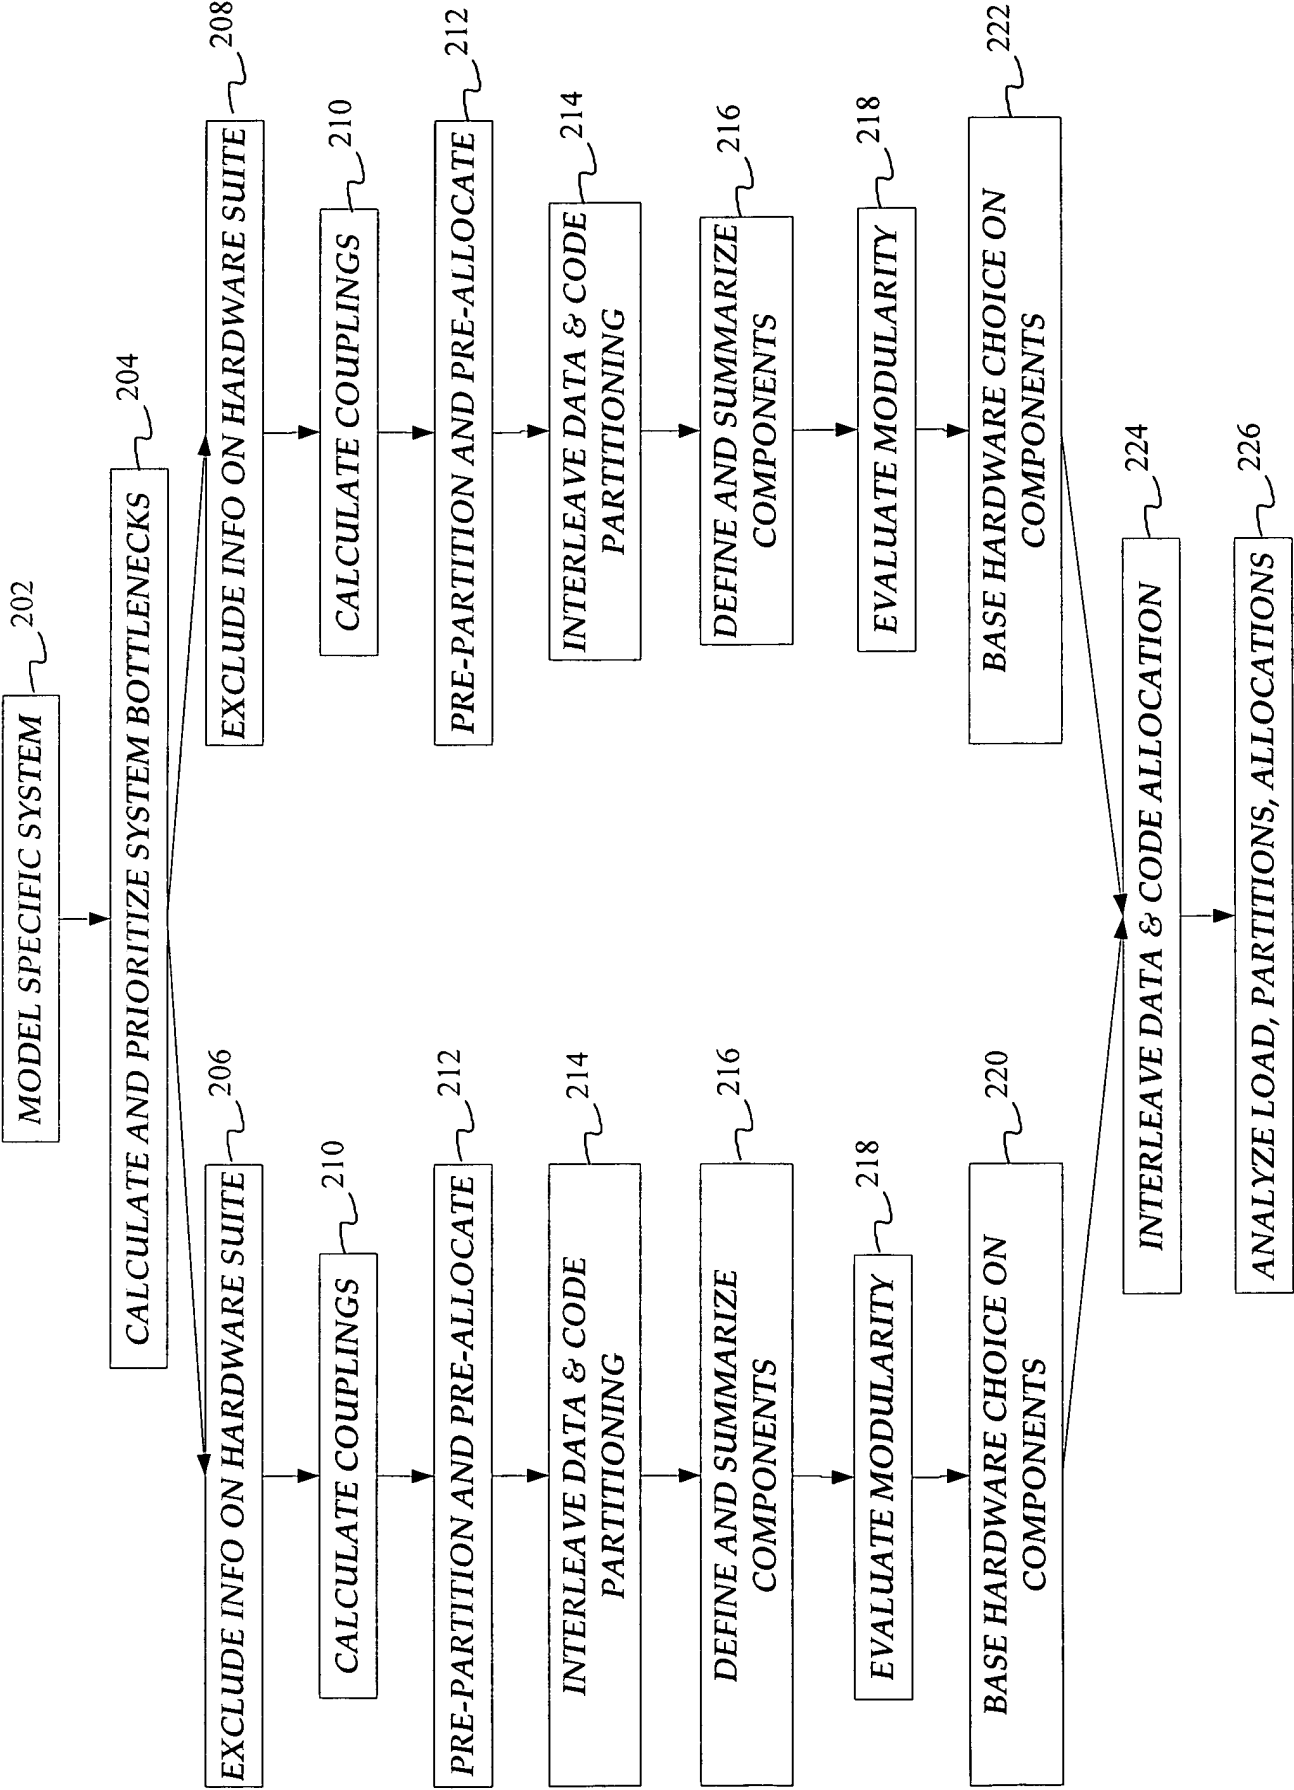 MODEL SPECIFIC SYSTEM
202
CALCULATE AND PRIORITIZE SYSTEM BOTTLENECKS
204
EXCLUDE INFO ON HARDWARE SUITE
206
CALCULATE COUPLINGS
210
PRE-PARTITION AND PRE-ALLOCATE
212
INTERLEAVE DATA & CODE
PARTITIONING
214
DEFINE AND SUMMARIZE
COMPONENTS
216
EVALUATE MODULARITY
218
BASE HARDWARE CHOICE ON
COMPONENTS
220
EXCLUDE INFO ON HARDWARE SUITE
208
CALCULATE COUPLINGS
210
PRE-PARTITION AND PRE-ALLOCATE
212
INTERLEAVE DATA & CODE
PARTITIONING
214
DEFINE AND SUMMARIZE
COMPONENTS
216
EVALUATE MODULARITY
218
BASE HARDWARE CHOICE ON
COMPONENTS
222
INTERLEAVE DATA & CODE ALLOCATION
224
ANALYZE LOAD, PARTITIONS, ALLOCATIONS
226